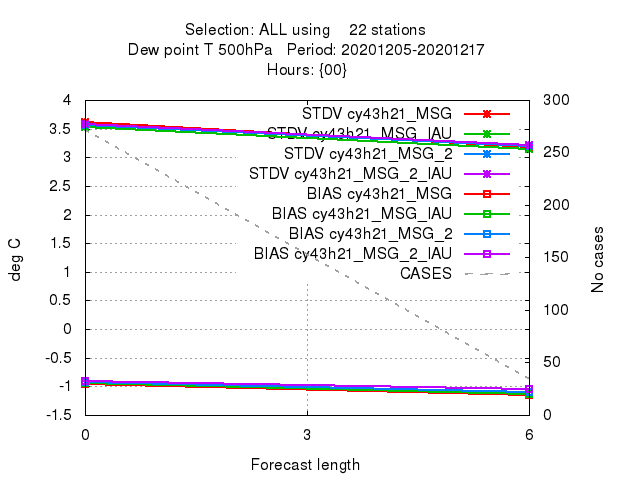 Selection: ALL using 22 stations
Dew point T 500hPa Period: 20201205-20201217
Hours: {00}
4
3.5
3
2.5
2
1.5
1
0.5
0
-0.5
-1
-1.5
deg C
STDV cy43h21_MSG
STDV cy43h21_MSG_IAU
STDV cy43h21_MSG_2
STDV cy43h21_MSG_2_IAU
BIAS cy43h21_MSG
BIAS cy43h21_MSG_IAU
BIAS cy43h21_MSG_2
BIAS cy43h21_MSG_2_IAU
CASES
300
250
200
150
100
50
0
No cases
0 3 6
Forecast length